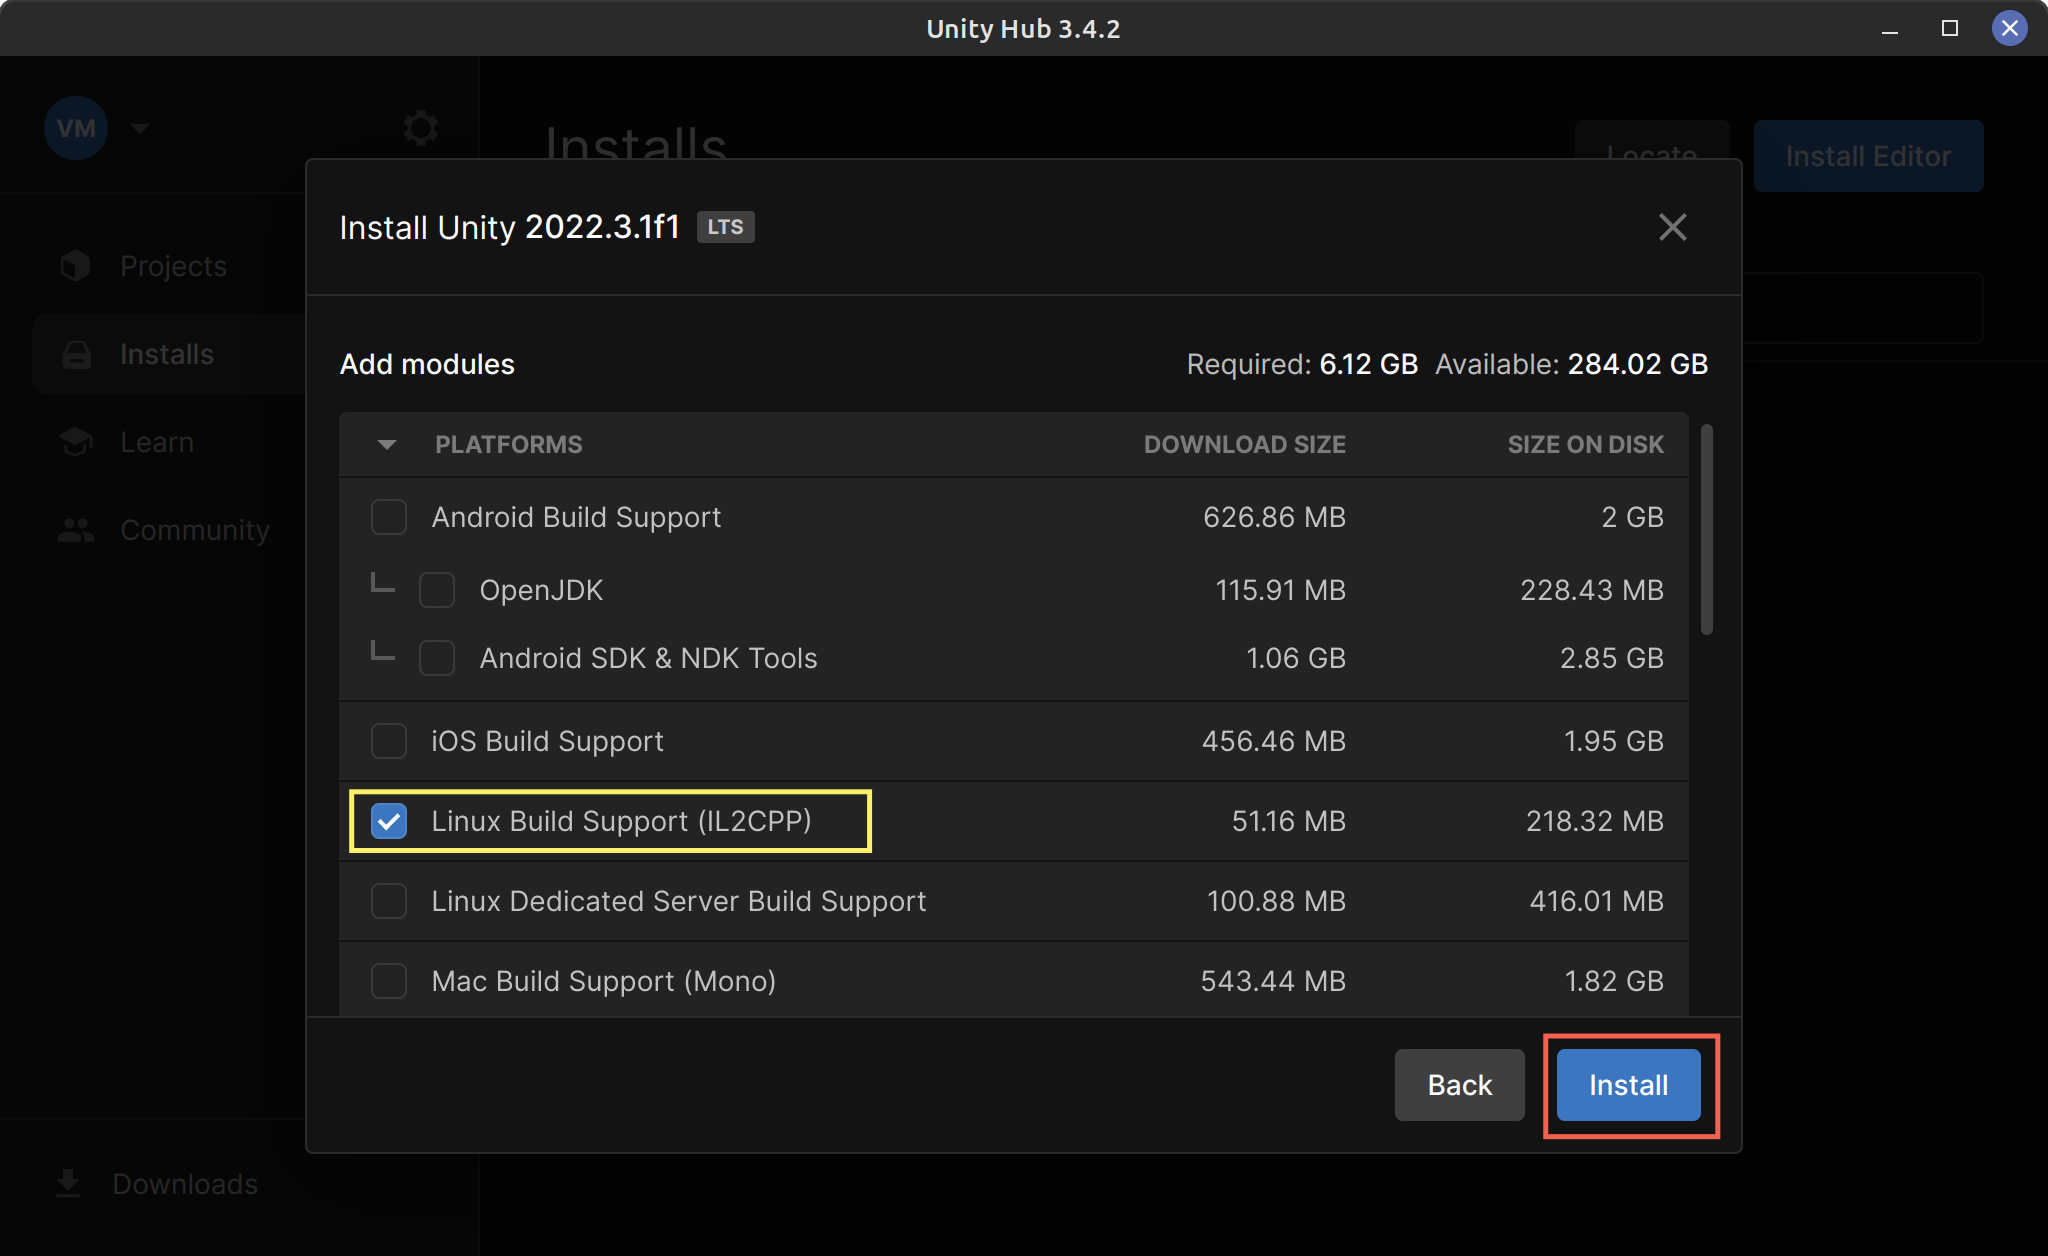 Unity Hub 3.4.2
VM
Installs
Locate
Install Editor
Projects
Installs
Learn
Community
Downloads
Install Unity 2022.3.1f1 LTS
Add modules
Required: 6.12 GB Available: 284.02 GB
PLATFORMS DOWNLOAD SIZE SIZE ON DISK
Android Build Support 626.86 MB 2 GB
OpenJDK 115.91 MB 228.43 MB
Android SDK & NDK Tools 1.06 GB 2.85 GB
iOS Build Support 456.46 MB 1.95 GB
Linux Build Support (IL2CPP) 51.16 MB 218.32 MB
Linux Dedicated Server Build Support 100.88 MB 416.01 MB
Mac Build Support (Mono) 543.44 MB 1.82 GB
Back
Install